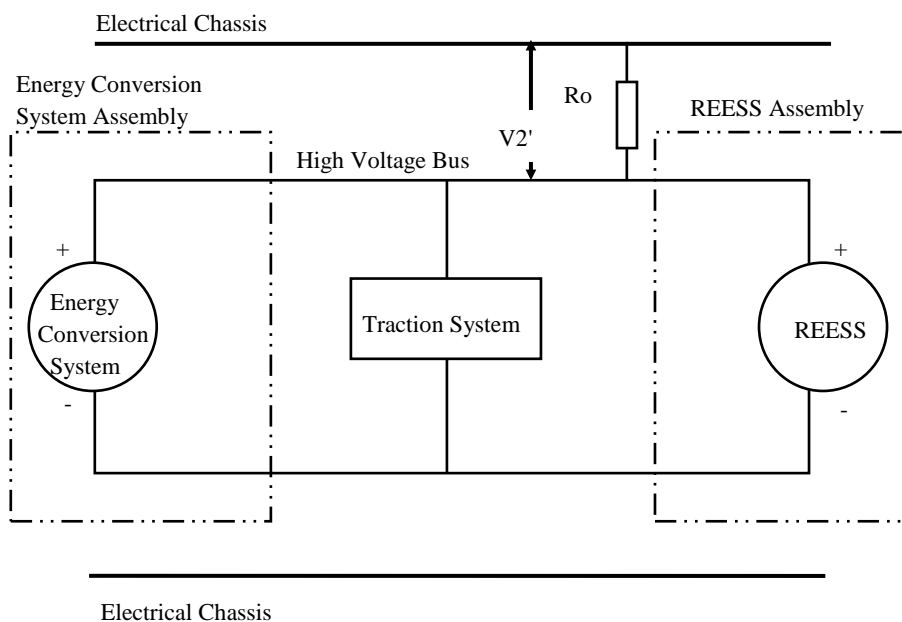 Electrical Chassis
Energy Conversion
System Assembly
Ro
REESS Assembly
V2'
High Voltage Bus
+
+
Energy
Conversion
System
Traction System
REESS
-
-
Electrical Chassis